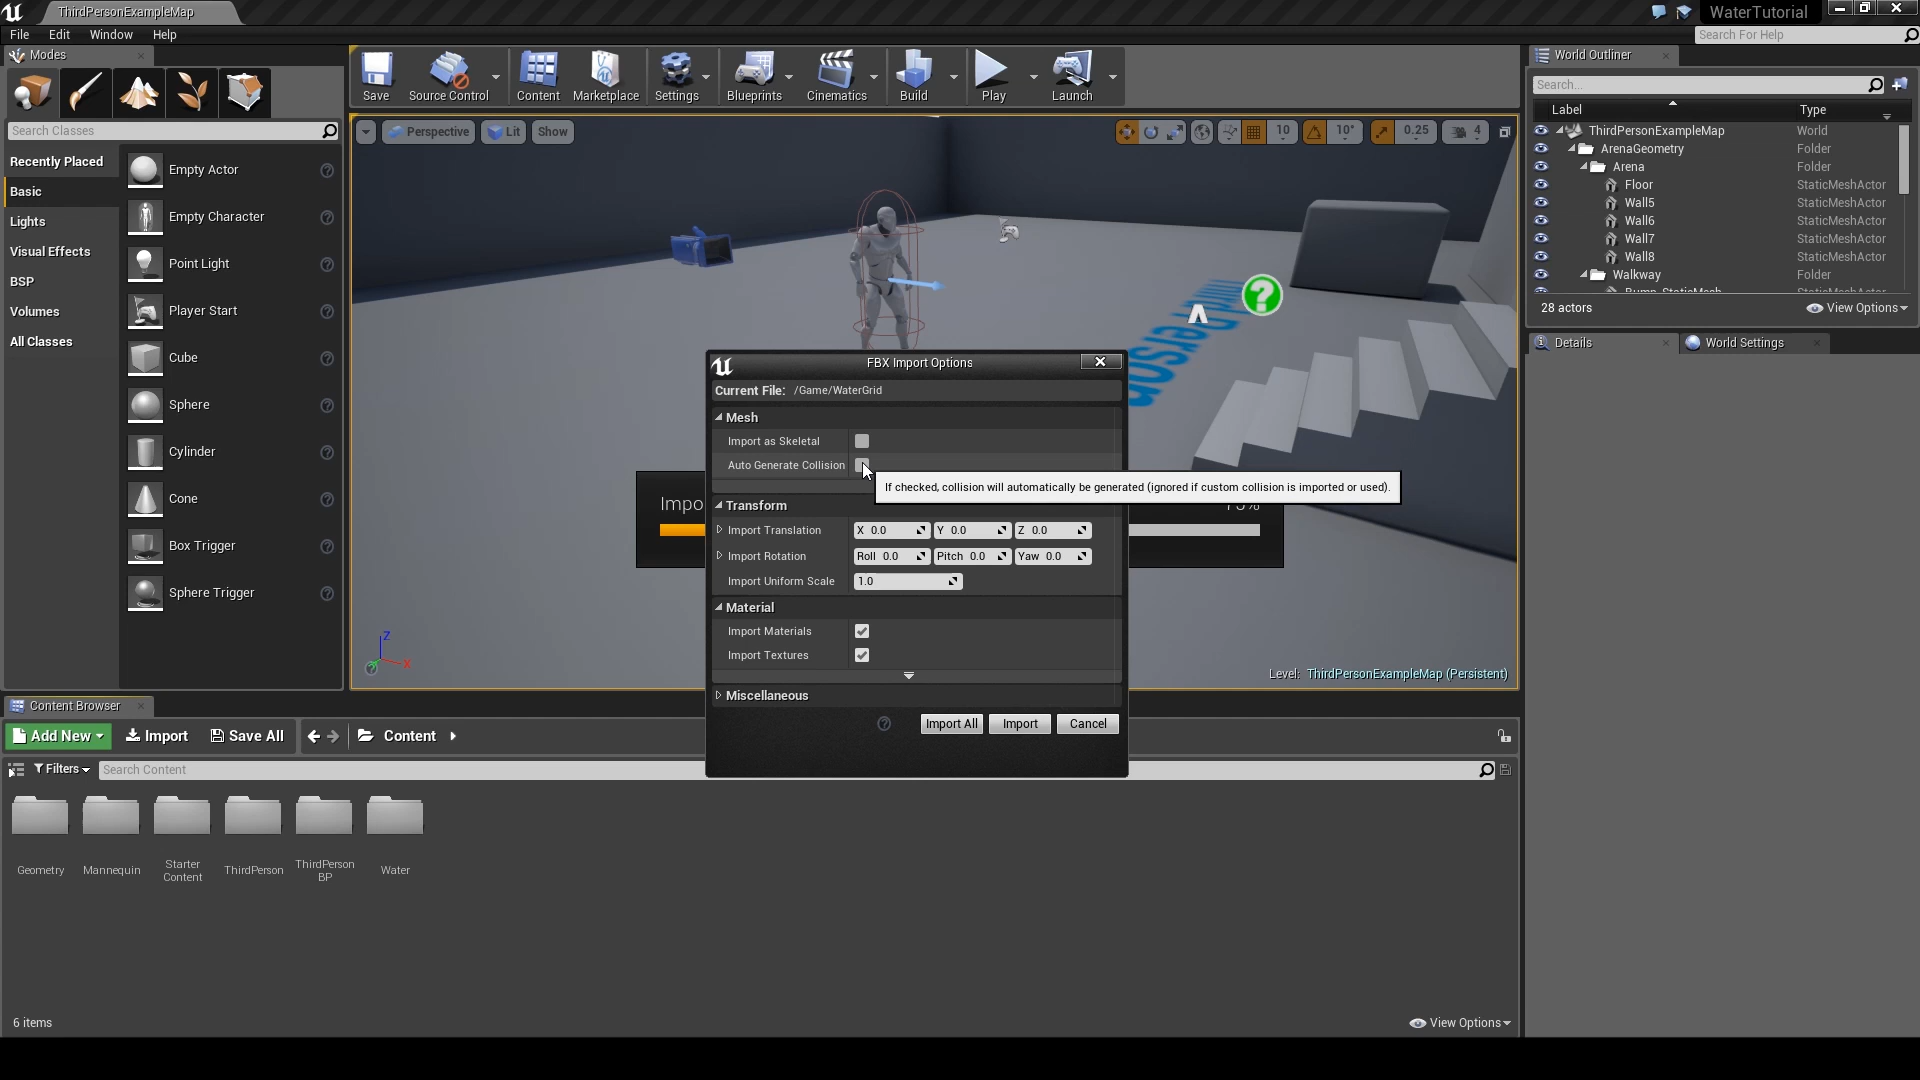 ThirdPersonExampleMap
WaterTutorial
File Edit Window Help
Search For Help
Modes
Search Classes
Recently Placed
Basic
Lights
Visual Effects
BSP
Volumes
All Classes
Empty Actor
Empty Character
Point Light
Player Start
Cube
Sphere
Cylinder
Cone
Box Trigger
Sphere Trigger
Save Source Control Content Marketplace Settings Blueprints Cinematics Build Play Launch
Perspective Lit Show
10 10° 0.25 4
Person
Z
X
Level: ThirdPersonExampleMap (Persistent)
Impo
FBX Import Options
Current File: /Game/WaterGrid
Mesh
Import as Skeletal
Auto Generate Collision
If checked, collision will automatically be generated (ignored if custom collision is imported or used).
Transform
Import Translation X 0.0 Y 0.0 Z 0.0
Import Rotation Roll 0.0 Pitch 0.0 Yaw 0.0
Import Uniform Scale 1.0
Material
Import Materials
Import Textures
Miscellaneous
Import All Import Cancel
World Outliner
Search...
Label Type
ThirdPersonExampleMap World
ArenaGeometry Folder
Arena Folder
Floor StaticMeshActor
Wall5 StaticMeshActor
Wall6 StaticMeshActor
Wall7 StaticMeshActor
Wall8 StaticMeshActor
Walkway Folder
28 actors View Options
Details World Settings
Content Browser
Add New Import Save All Content
Filters Search Content
Geometry
Mannequin
Starter
Content
ThirdPerson
ThirdPerson
BP
Water
6 items View Options